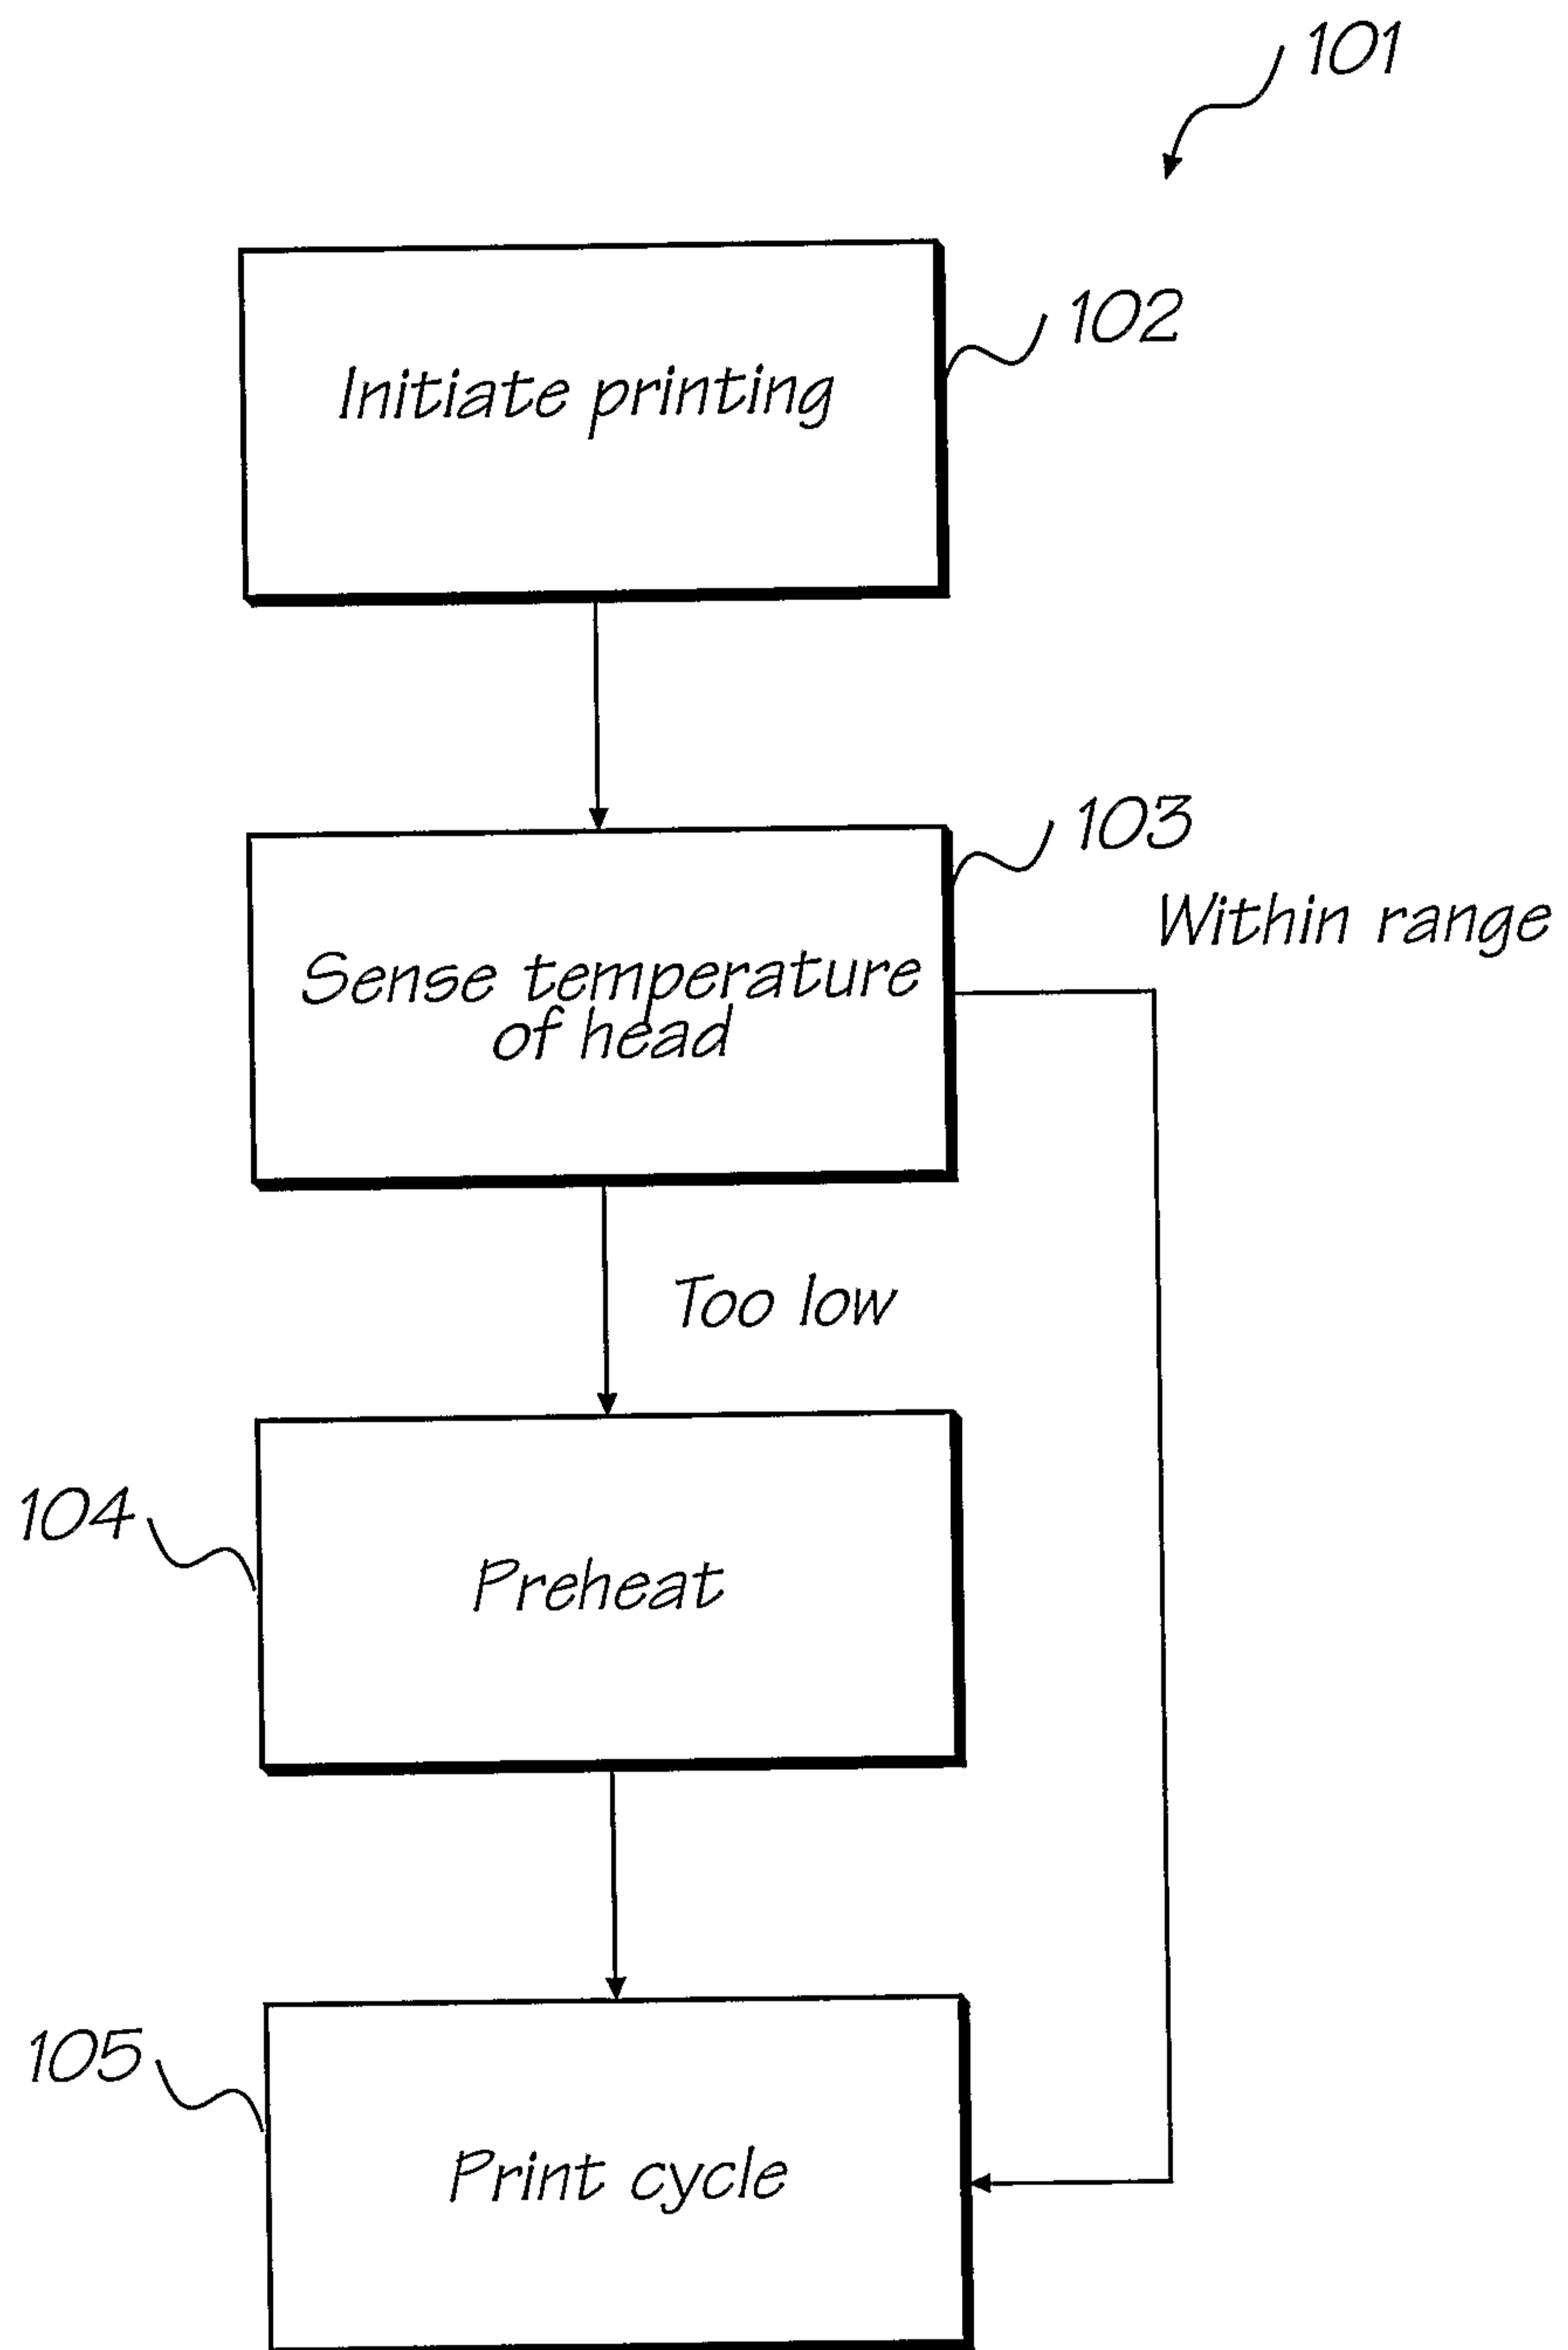 101
Initiate printing
102
103
Within range
Sense temperature
of head
Too low
104
Preheat
105
Print cycle